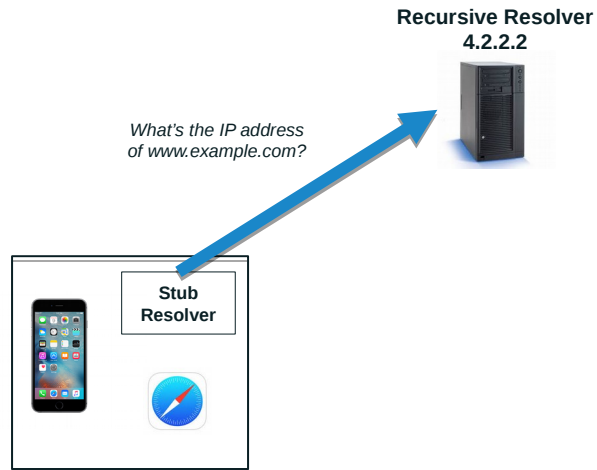 Recursive Resolver
4.2.2.2
What's the IP address
of www.example.com?
Stub
Resolver